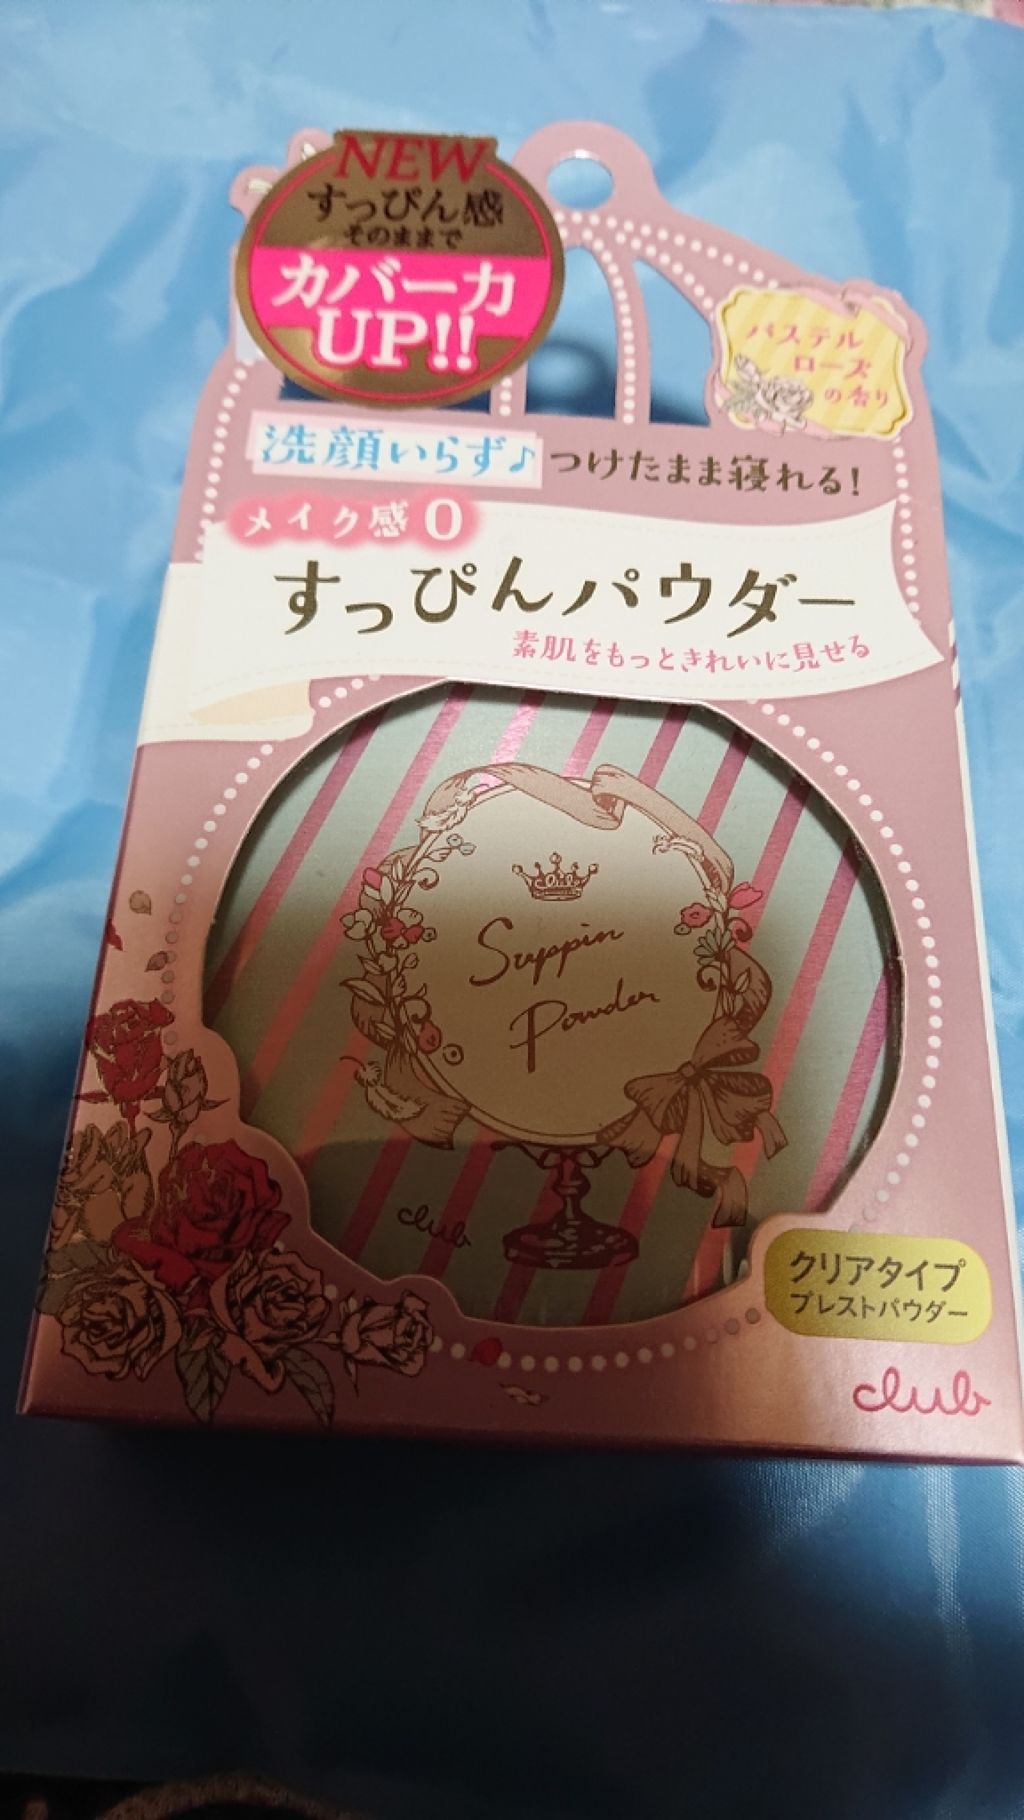 NEW
すっぴん感
そのままで
カバー力
UP!!
パステル
ローズ
の香り
洗顔いらず♪ つけたまま寝れる!
メイク感0
すっぴんパウダー
素肌をもっときれいに見せる
club
Suppin
Powder
club
クリアタイプ
プレストパウダー
club